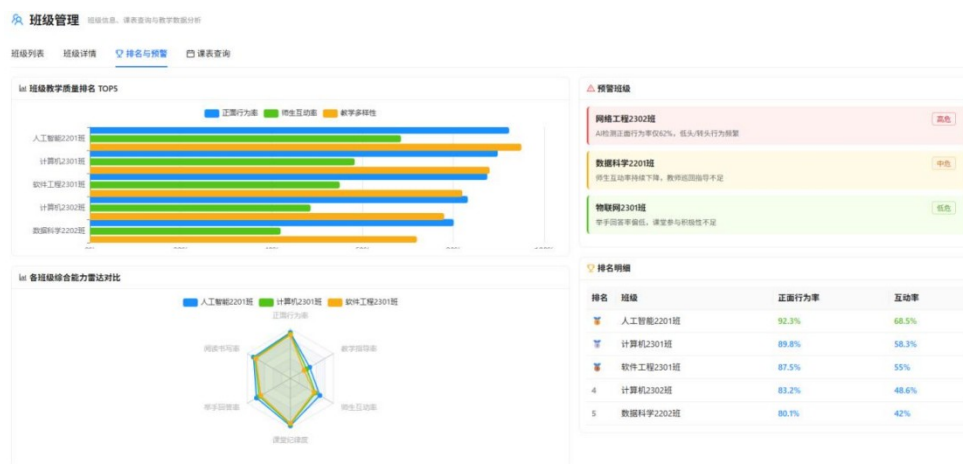 班级管理 班级信息、课表查询与教学数据分析
班级列表 班级详情 排名与预警 课表查询
班级教学质量排名 TOP5
正面行为率 师生互动率 教学多样性
人工智能2201班
计算机2301班
软件工程2301班
计算机2302班
数据科学2202班
各班级综合能力雷达对比
人工智能2201班 计算机2301班 软件工程2301班
正面行为率
阅读书写率 教学指导率
举手回答率 师生互动率
课堂纪律度
预警班级
网络工程2302班 高危
AI检测正面行为率仅62%，低头/转头行为频繁
数据科学2201班 中危
师生互动率持续下降，教师巡回指导不足
物联网2301班 低危
举手回答率偏低，课堂参与积极性不足
排名明细
排名 班级 正面行为率 互动率
人工智能2201班 92.3% 68.5%
计算机2301班 89.8% 58.3%
软件工程2301班 87.5% 55%
4 计算机2302班 83.2% 48.6%
5 数据科学2202班 80.1% 42%